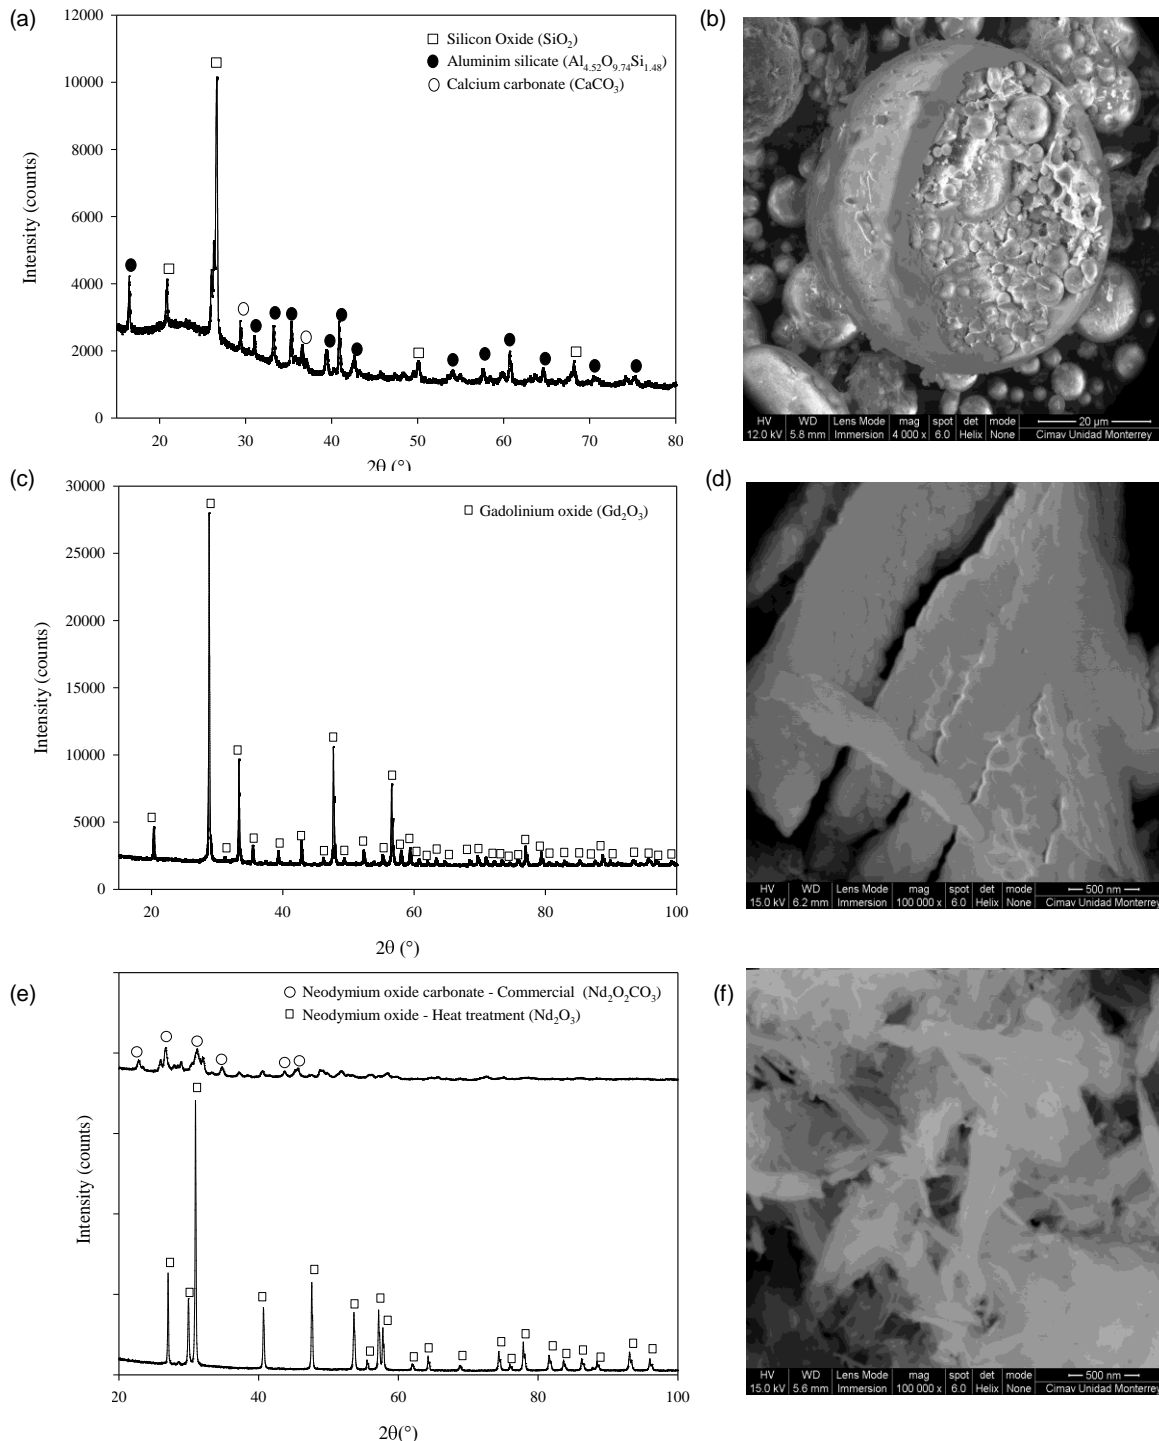 (a)
12000
10000
8000
6000
4000
2000
0
Intensity (counts)
Silicon Oxide (SiO2)
Aluminim silicate (Al4.52O9.74Si1.48)
Calcium carbonate (CaCO3)
20 30 40 50 60 70 80
2θ (°)
(b)
HV WD Lens Mode mag spot det mode 20 µm
12.0 kV 5.8 mm Immersion 4 000 x 6.0 Helix None Cimav Unidad Monterrey
(c)
30000
25000
20000
15000
10000
5000
0
Intensity (counts)
Gadolinium oxide (Gd2O3)
20 40 60 80 100
2θ (°)
(d)
HV WD Lens Mode mag spot det mode 500 nm
15.0 kV 6.2 mm Immersion 100 000 x 6.0 Helix None Cimav Unidad Monterrey
(e)
Intensity (counts)
Neodymium oxide carbonate - Commercial (Nd2O2CO3)
Neodymium oxide - Heat treatment (Nd2O3)
20 40 60 80 100
2θ(°)
(f)
HV WD Lens Mode mag spot det mode 500 nm
15.0 kV 5.6 mm Immersion 100 000 x 6.0 Helix None Cimav Unidad Monterrey